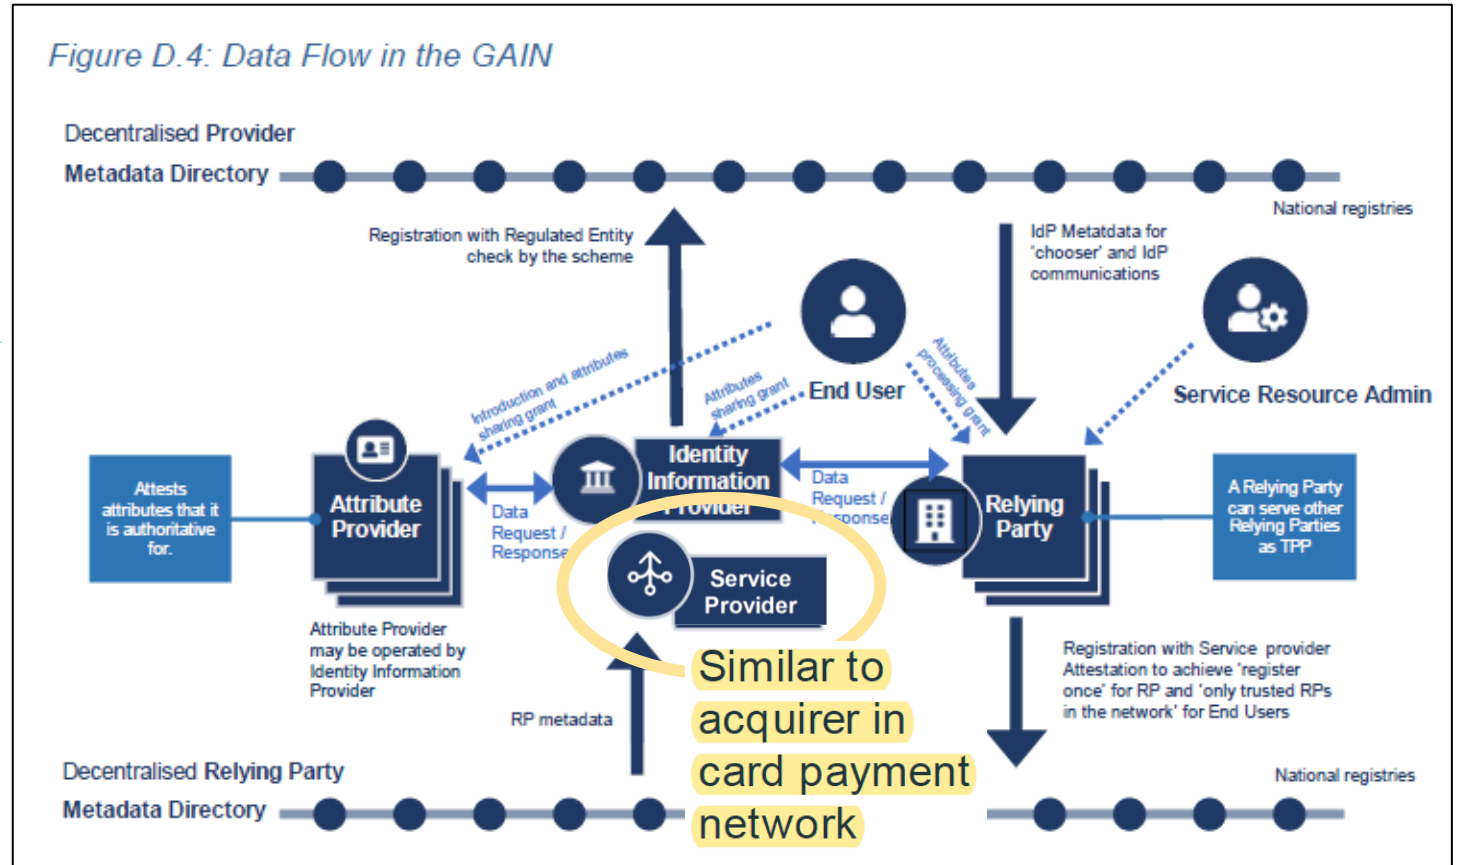 Figure D.4: Data Flow in the GAIN
Decentralised Provider
Metadata Directory
National registries
Registration with Regulated Entity
check by the scheme
IdP Metatdata for
'chooser' and IdP
communications
End User
Service Resource Admin
Introduction and attributes
sharing grant
Attributes
sharing grant
Attributes
processing grant
Attests
attributes that it
is authoritative
for.
Attribute
Provider
Data
Request /
Response
Identity
Information
Provider
Data
Request /
Response
Relying
Party
A Relying Party
can serve other
Relying Parties
as TPP
Service
Provider
Attribute Provider
may be operated by
Identity Information
Provider
RP metadata
Similar to
acquirer in
card payment
network
Registration with Service provider
Attestation to achieve 'register
once' for RP and 'only trusted RPs
in the network' for End Users
Decentralised Relying Party
Metadata Directory
National registries